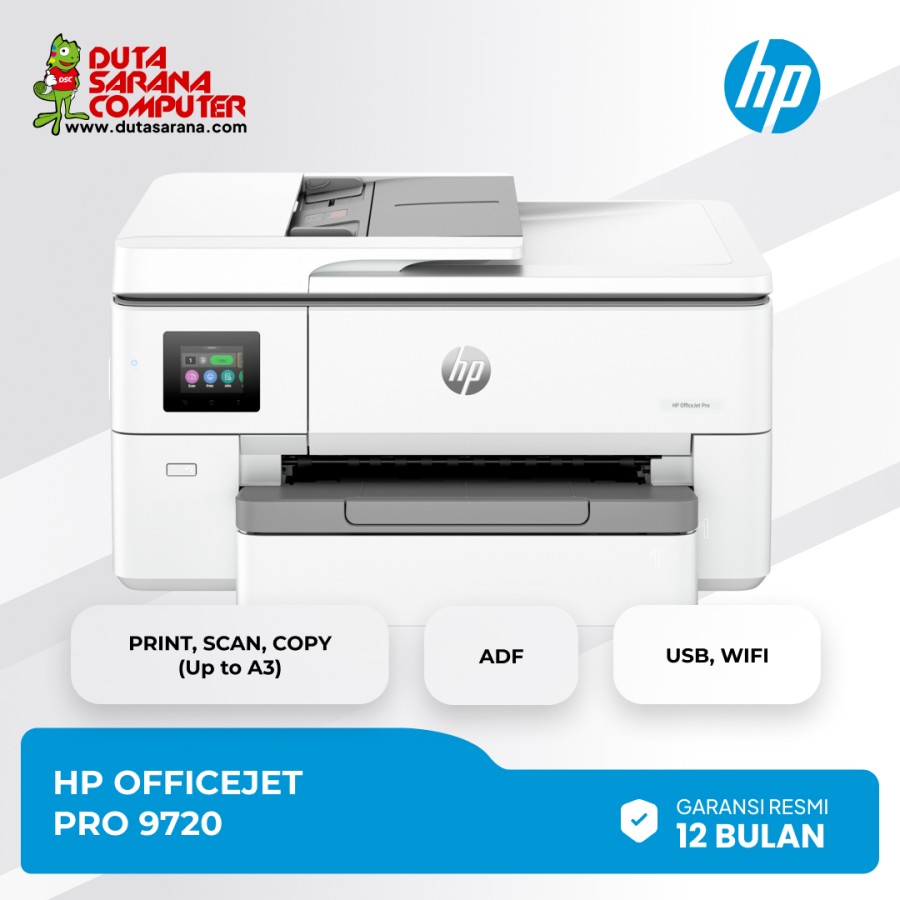 DSC
DUTA
SARANA
COMPUTER
www.dutasarana.com
hp
hp
HP OfficeJet Pro
PRINT, SCAN, COPY
(Up to A3)
ADF
USB, WIFI
HP OFFICEJET
PRO 9720
GARANSI RESMI
12 BULAN